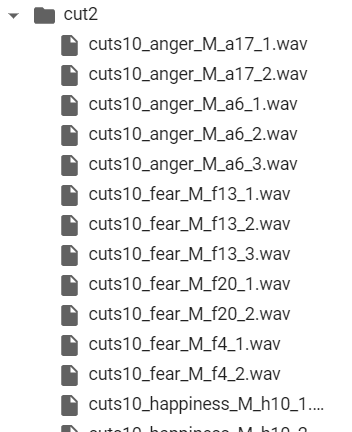 cut2
cuts10_anger_M_a17_1.wav
cuts10_anger_M_a17_2.wav
cuts10_anger_M_a6_1.wav
cuts10_anger_M_a6_2.wav
cuts10_anger_M_a6_3.wav
cuts10_fear_M_f13_1.wav
cuts10_fear_M_f13_2.wav
cuts10_fear_M_f13_3.wav
cuts10_fear_M_f20_1.wav
cuts10_fear_M_f20_2.wav
cuts10_fear_M_f4_1.wav
cuts10_fear_M_f4_2.wav
cuts10_happiness_M_h10_1....